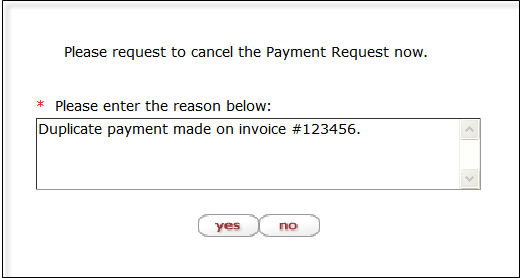 Please request to cancel the Payment Request now.
* Please enter the reason below:
Duplicate payment made on invoice #123456.
yes no